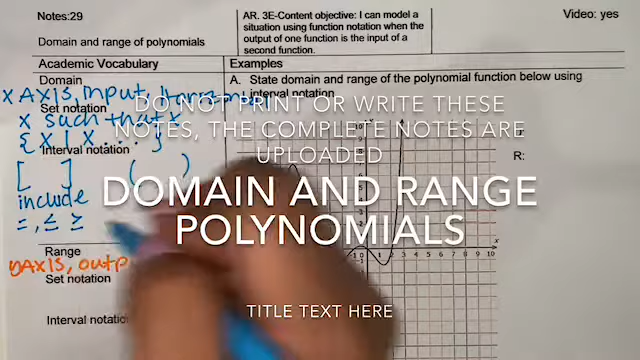 Notes:29
AR. 3E-Content objective: I can model a
situation using function notation when the
output of one function is the input of a
second function.
Video: yes
Domain and range of polynomials
Academic Vocabulary
Examples
Domain
x AXIS, input,
Set notation
x such that x
{x | x . . . }
Interval notation
[ ] ( )
include
=, ≤ ≥
Range
yAXIS, outp
Set notation
Interval notatio
A. State domain and range of the polynomial function below using
interval notation
R:
DO NOT PRINT OR WRITE THESE
NOTES, THE COMPLETE NOTES ARE
UPLOADED
DOMAIN AND RANGE
POLYNOMIALS
TITLE TEXT HERE